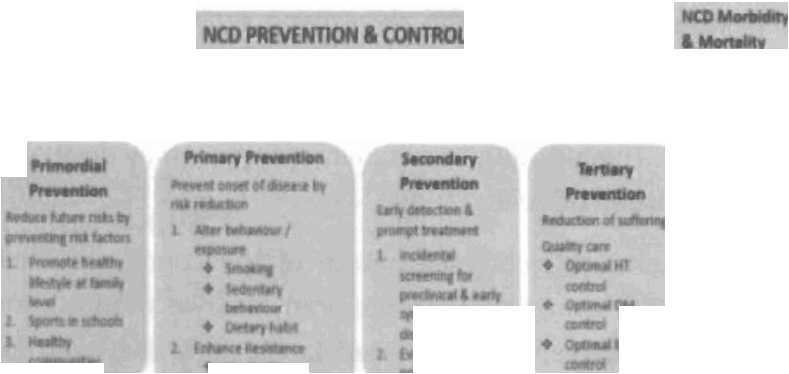 NCD PREVENTION & CONTROL
NCD Morbidity
& Mortality
Primordial
Prevention
Reduce future risks by
preventing risk factors
1. Promote healthy
lifestyle at family
level
2. Sports in schools
3. Healthy
communities
Primary Prevention
Prevent onset of disease by
risk reduction
1. Alter behaviour /
exposure
❖ Smoking
❖ Sedentary
behaviour
❖ Dietary habit
2. Enhance Resistance
Secondary
Prevention
Early detection &
prompt treatment
1. Incidental
screening for
preclinical & early
2.
Tertiary
Prevention
Reduction of suffering
Quality care
❖ Optimal HT
control
❖ Optimal DM
control
❖ Optimal
control